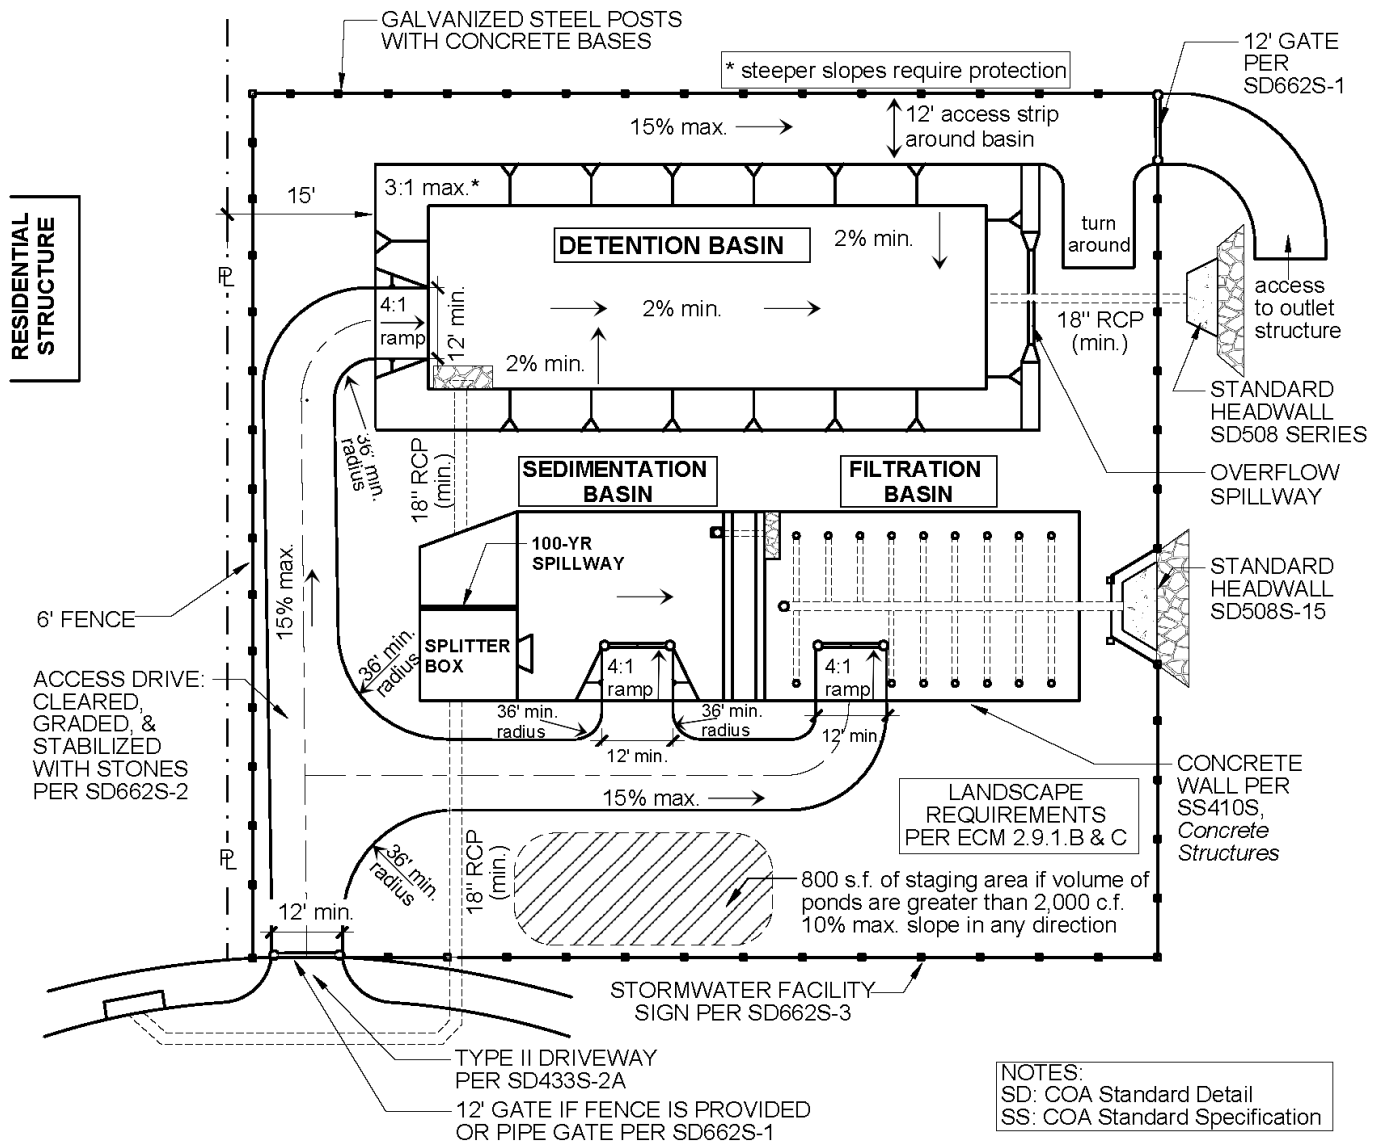 GALVANIZED STEEL POSTS
WITH CONCRETE BASES
* steeper slopes require protection
12' GATE
PER
SD662S-1
15% max.
12' access strip
around basin
RESIDENTIAL
STRUCTURE
15'
3:1 max.*
DETENTION BASIN
2% min.
turn
around
PL
4:1
ramp
12' min.
2% min.
2% min.
18" RCP
(min.)
access
to outlet
structure
STANDARD
HEADWALL
SD508 SERIES
36' min.
radius
18" RCP
(min.)
SEDIMENTATION
BASIN
FILTRATION
BASIN
OVERFLOW
SPILLWAY
100-YR
SPILLWAY
STANDARD
HEADWALL
SD508S-15
15% max.
6' FENCE
SPLITTER
BOX
36' min.
radius
4:1
ramp
4:1
ramp
ACCESS DRIVE:
CLEARED,
GRADED, &
STABILIZED
WITH STONES
PER SD662S-2
36' min.
radius
36' min.
radius
12' min.
12' min.
CONCRETE
WALL PER
SS410S,
Concrete
Structures
15% max.
LANDSCAPE
REQUIREMENTS
PER ECM 2.9.1.B & C
PL
36' min.
radius
18" RCP
(min.)
800 s.f. of staging area if volume of
ponds are greater than 2,000 c.f.
10% max. slope in any direction
12' min.
STORMWATER FACILITY
SIGN PER SD662S-3
TYPE II DRIVEWAY
PER SD433S-2A
12' GATE IF FENCE IS PROVIDED
OR PIPE GATE PER SD662S-1
NOTES:
SD: COA Standard Detail
SS: COA Standard Specification